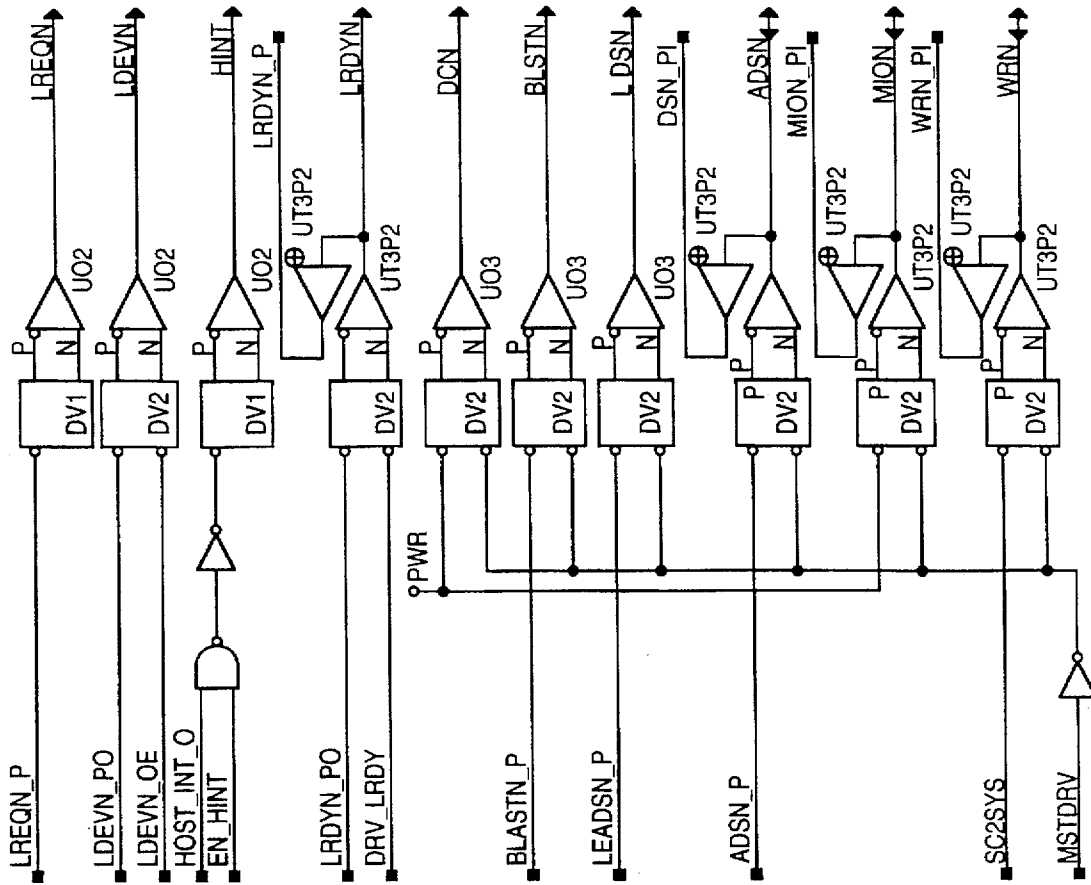 LREQN_P
DV1
P
N
UO2
LREQN
LDEVN_PO
LDEVN_OE
DV2
P
N
UO2
LDEVN
HOST_INT_O
EN_HINT
DV1
P
N
UO2
HINT
LRDYN_P
UT3P2
LRDYN_PO
DRV_LRDY
DV2
N
UT3P2
LRDYN
PWR
DV2
P
N
UO3
DCN
BLASTN_P
DV2
P
N
UO3
BLSTN
LEADSN_P
DV2
P
N
UO3
LDSN
DSN_PI
UT3P2
ADSN_P
P
DV2
P
N
ADSN
MION_PI
UT3P2
P
DV2
P
N
UT3P2
MION
WRN_PI
UT3P2
SC2SYS
P
DV2
P
N
UT3P2
WRN
MSTDRV